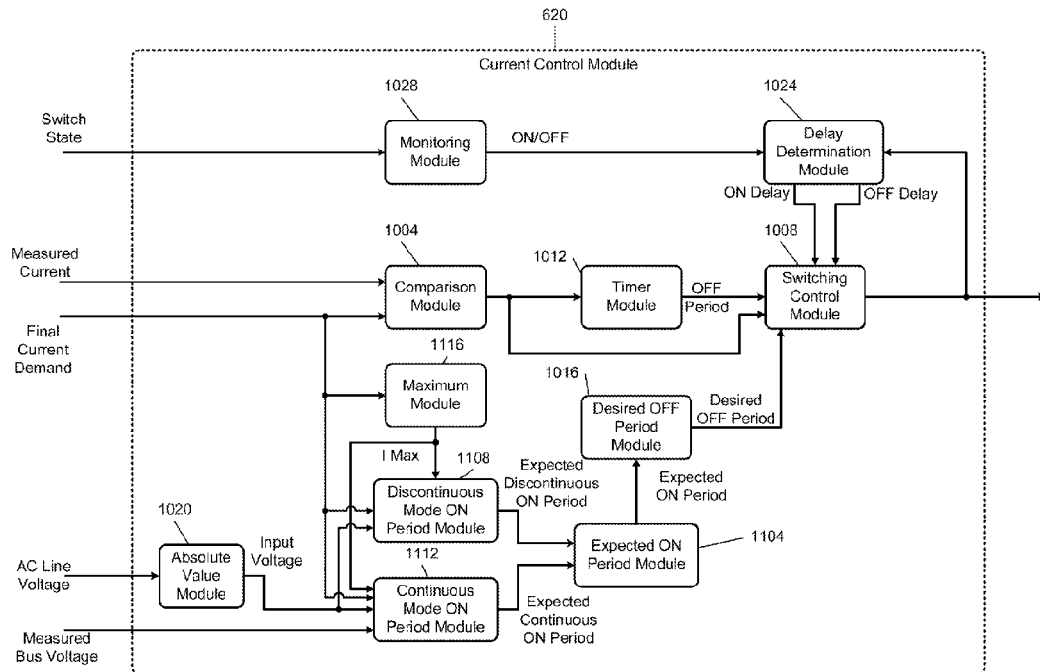 620
Current Control Module
1028
1024
Switch
State
Monitoring
Module
ON/OFF
Delay
Determination
Module
ON Delay
OFF Delay
1004
1012
1008
Measured
Current
Comparison
Module
Timer
Module
OFF
Period
Switching
Control
Module
Final
Current
Demand
1116
Maximum
Module
1016
Desired OFF
Period
Module
Desired
OFF Period
I Max
1108
Expected
Discontinuous
ON Period
Expected
ON Period
Discontinuous
Mode ON
Period Module
1020
Input
Voltage
1112
Expected ON
Period Module
1104
AC Line
Voltage
Absolute
Value
Module
Continuous
Mode ON
Period Module
Expected
Continuous
ON Period
Measured
Bus Voltage